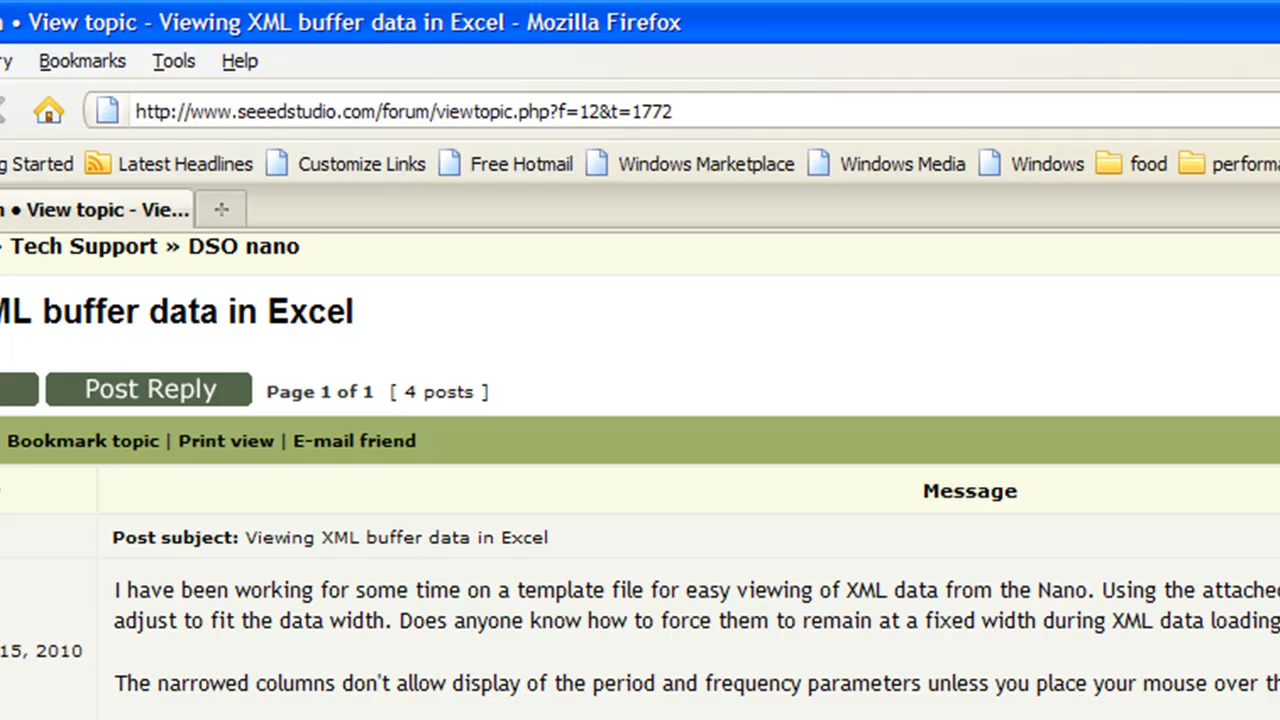 • View topic - Viewing XML buffer data in Excel - Mozilla Firefox
Bookmarks Tools Help
http://www.seeedstudio.com/forum/viewtopic.php?f=12&t=1772
Started Latest Headlines Customize Links Free Hotmail Windows Marketplace Windows Media Windows food
• View topic - Vie...
Tech Support » DSO nano
ML buffer data in Excel
Post Reply Page 1 of 1 [ 4 posts ]
Bookmark topic | Print view | E-mail friend
Message
Post subject: Viewing XML buffer data in Excel
I have been working for some time on a template file for easy viewing of XML data from the Nano. Using the attached
adjust to fit the data width. Does anyone know how to force them to remain at a fixed width during XML data loading
15, 2010
The narrowed columns don't allow display of the period and frequency parameters unless you place your mouse over